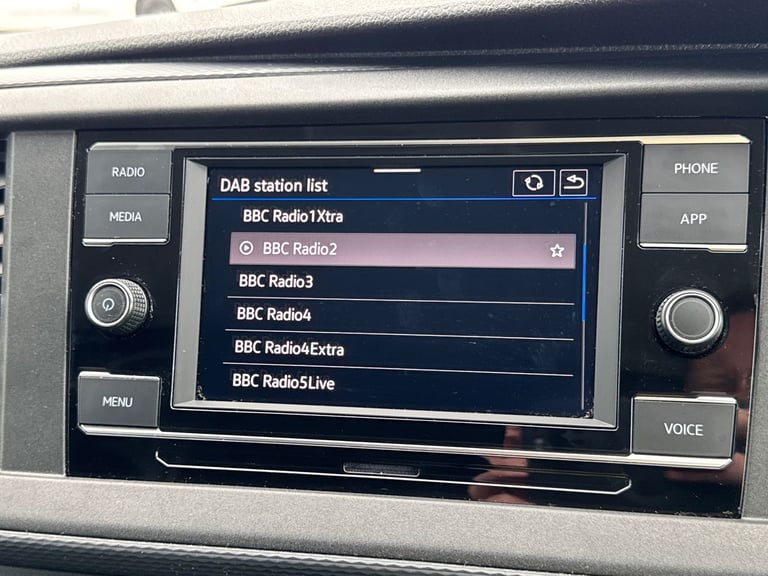 RADIO
MEDIA
MENU
DAB station list
BBC Radio1Xtra
BBC Radio2
BBC Radio3
BBC Radio4
BBC Radio4Extra
BBC Radio5Live
PHONE
APP
VOICE